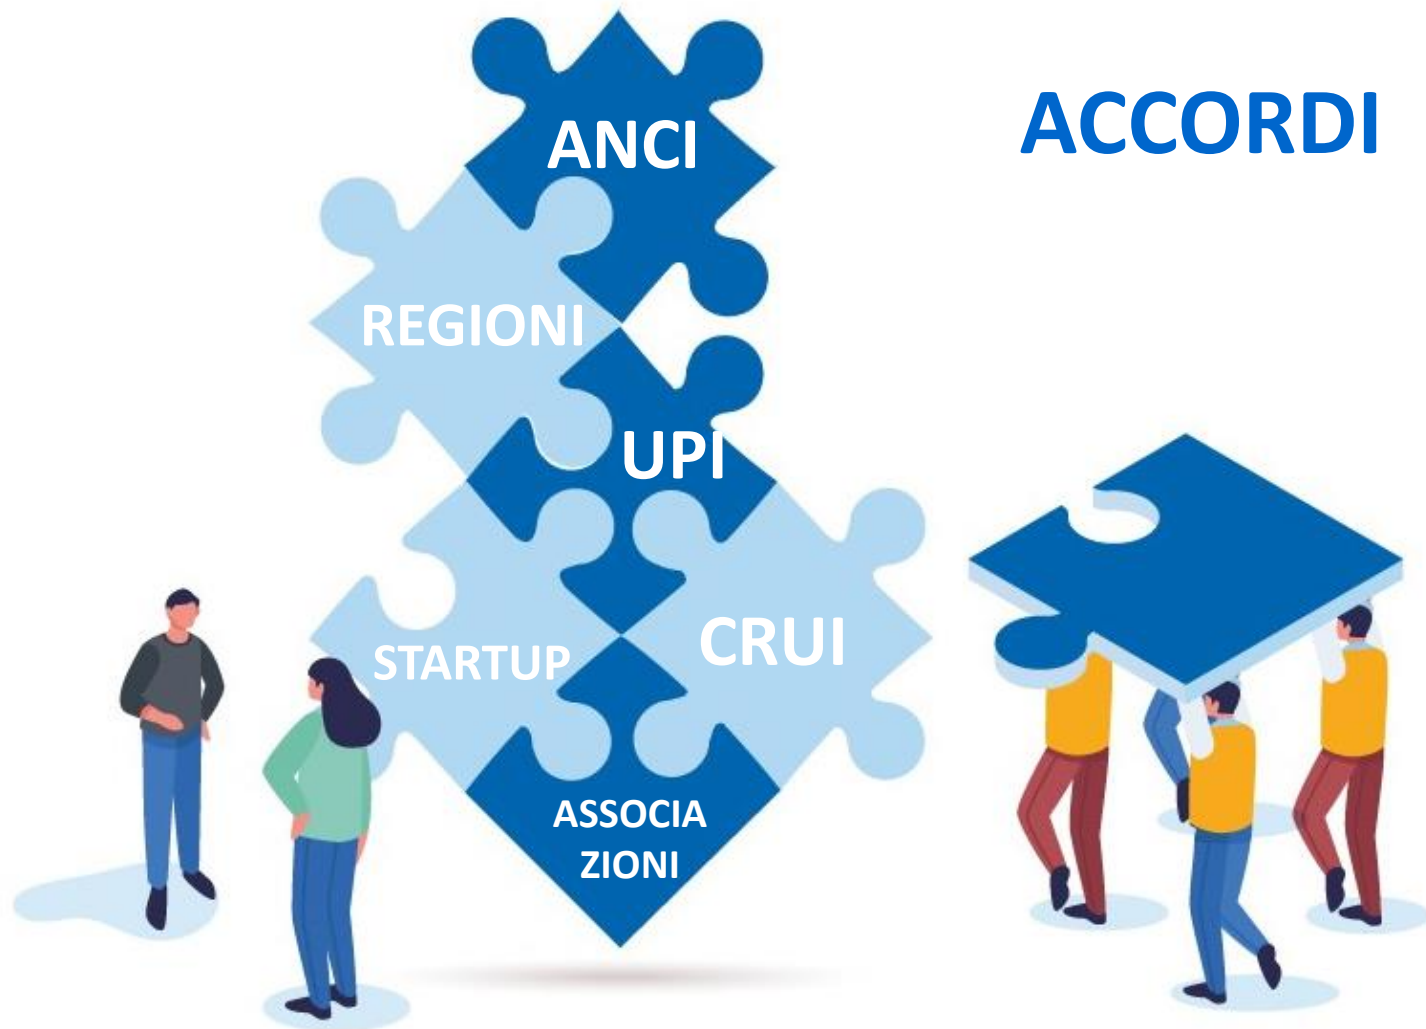 ACCORDI
ANCI
REGIONI
UPI
STARTUP
CRUI
ASSOCIA
ZIONI